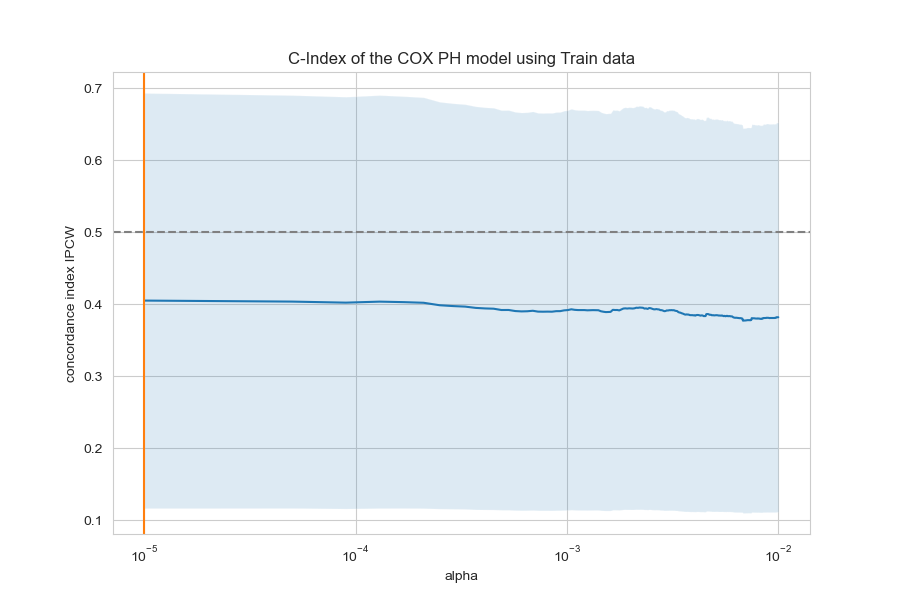 C-Index of the COX PH model using Train data
concordance index IPCW
0.7
0.6
0.5
0.4
0.3
0.2
0.1
10⁻⁵ 10⁻⁴ 10⁻³ 10⁻²
alpha